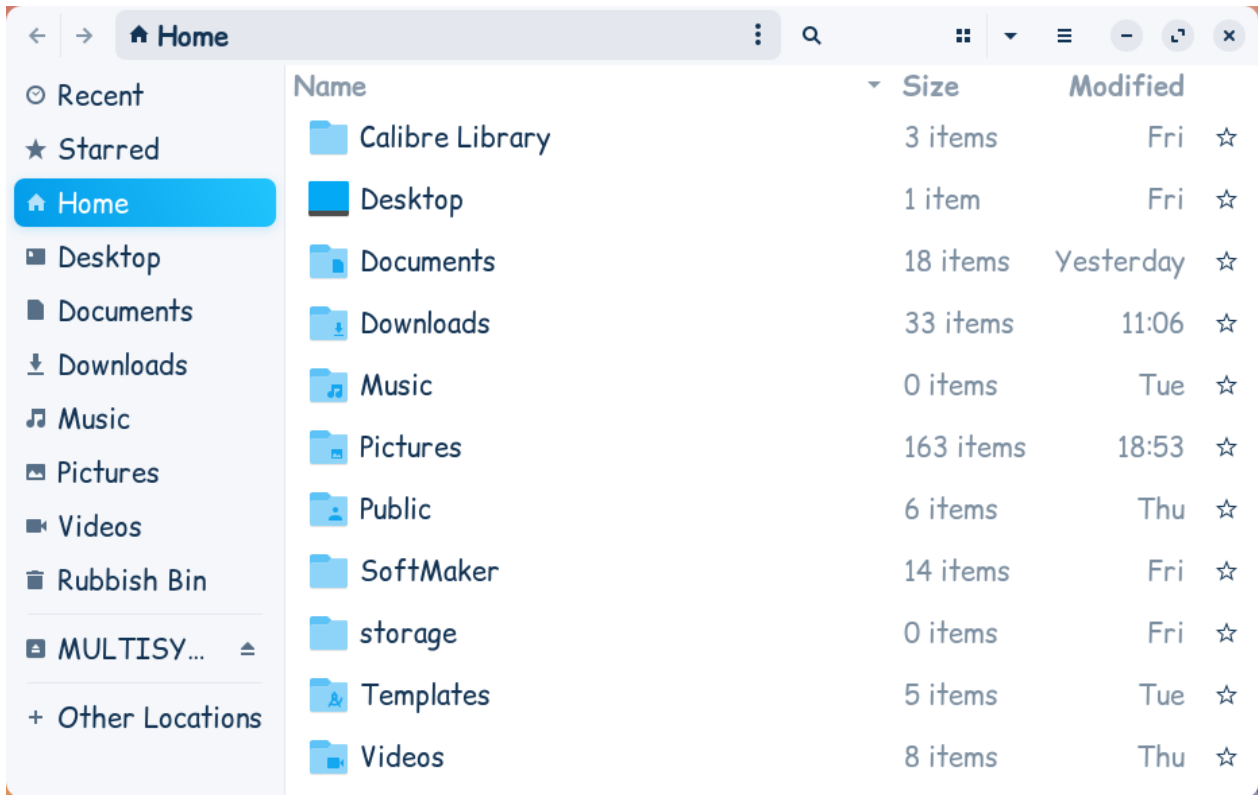 Home
Recent
Starred
Home
Desktop
Documents
Downloads
Music
Pictures
Videos
Rubbish Bin
MULTISY...
Other Locations
Name Size Modified
Calibre Library 3 items Fri
Desktop 1 item Fri
Documents 18 items Yesterday
Downloads 33 items 11:06
Music 0 items Tue
Pictures 163 items 18:53
Public 6 items Thu
SoftMaker 14 items Fri
storage 0 items Fri
Templates 5 items Tue
Videos 8 items Thu